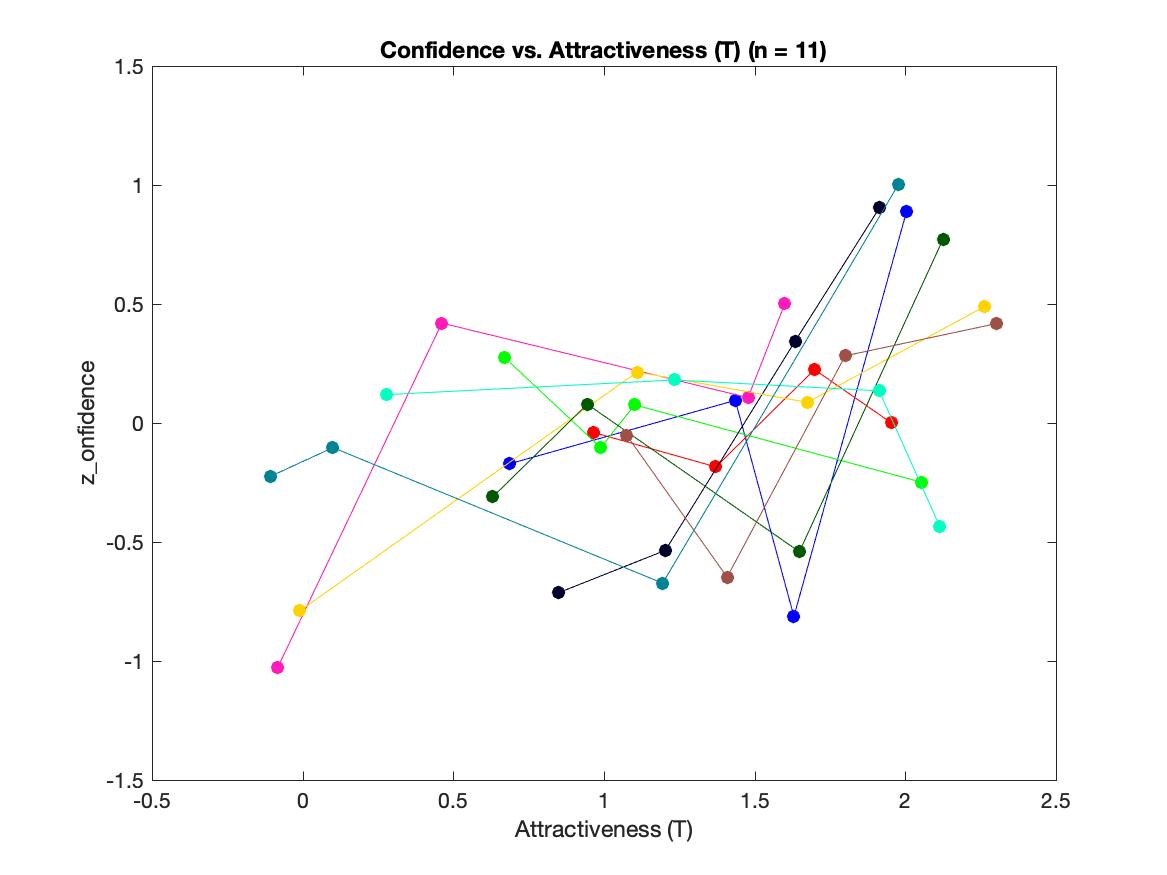 Confidence vs. Attractiveness (T) (n = 11)
1.5
1
0.5
0
-0.5
-1
-1.5
z_onfidence
-0.5 0 0.5 1 1.5 2 2.5
Attractiveness (T)